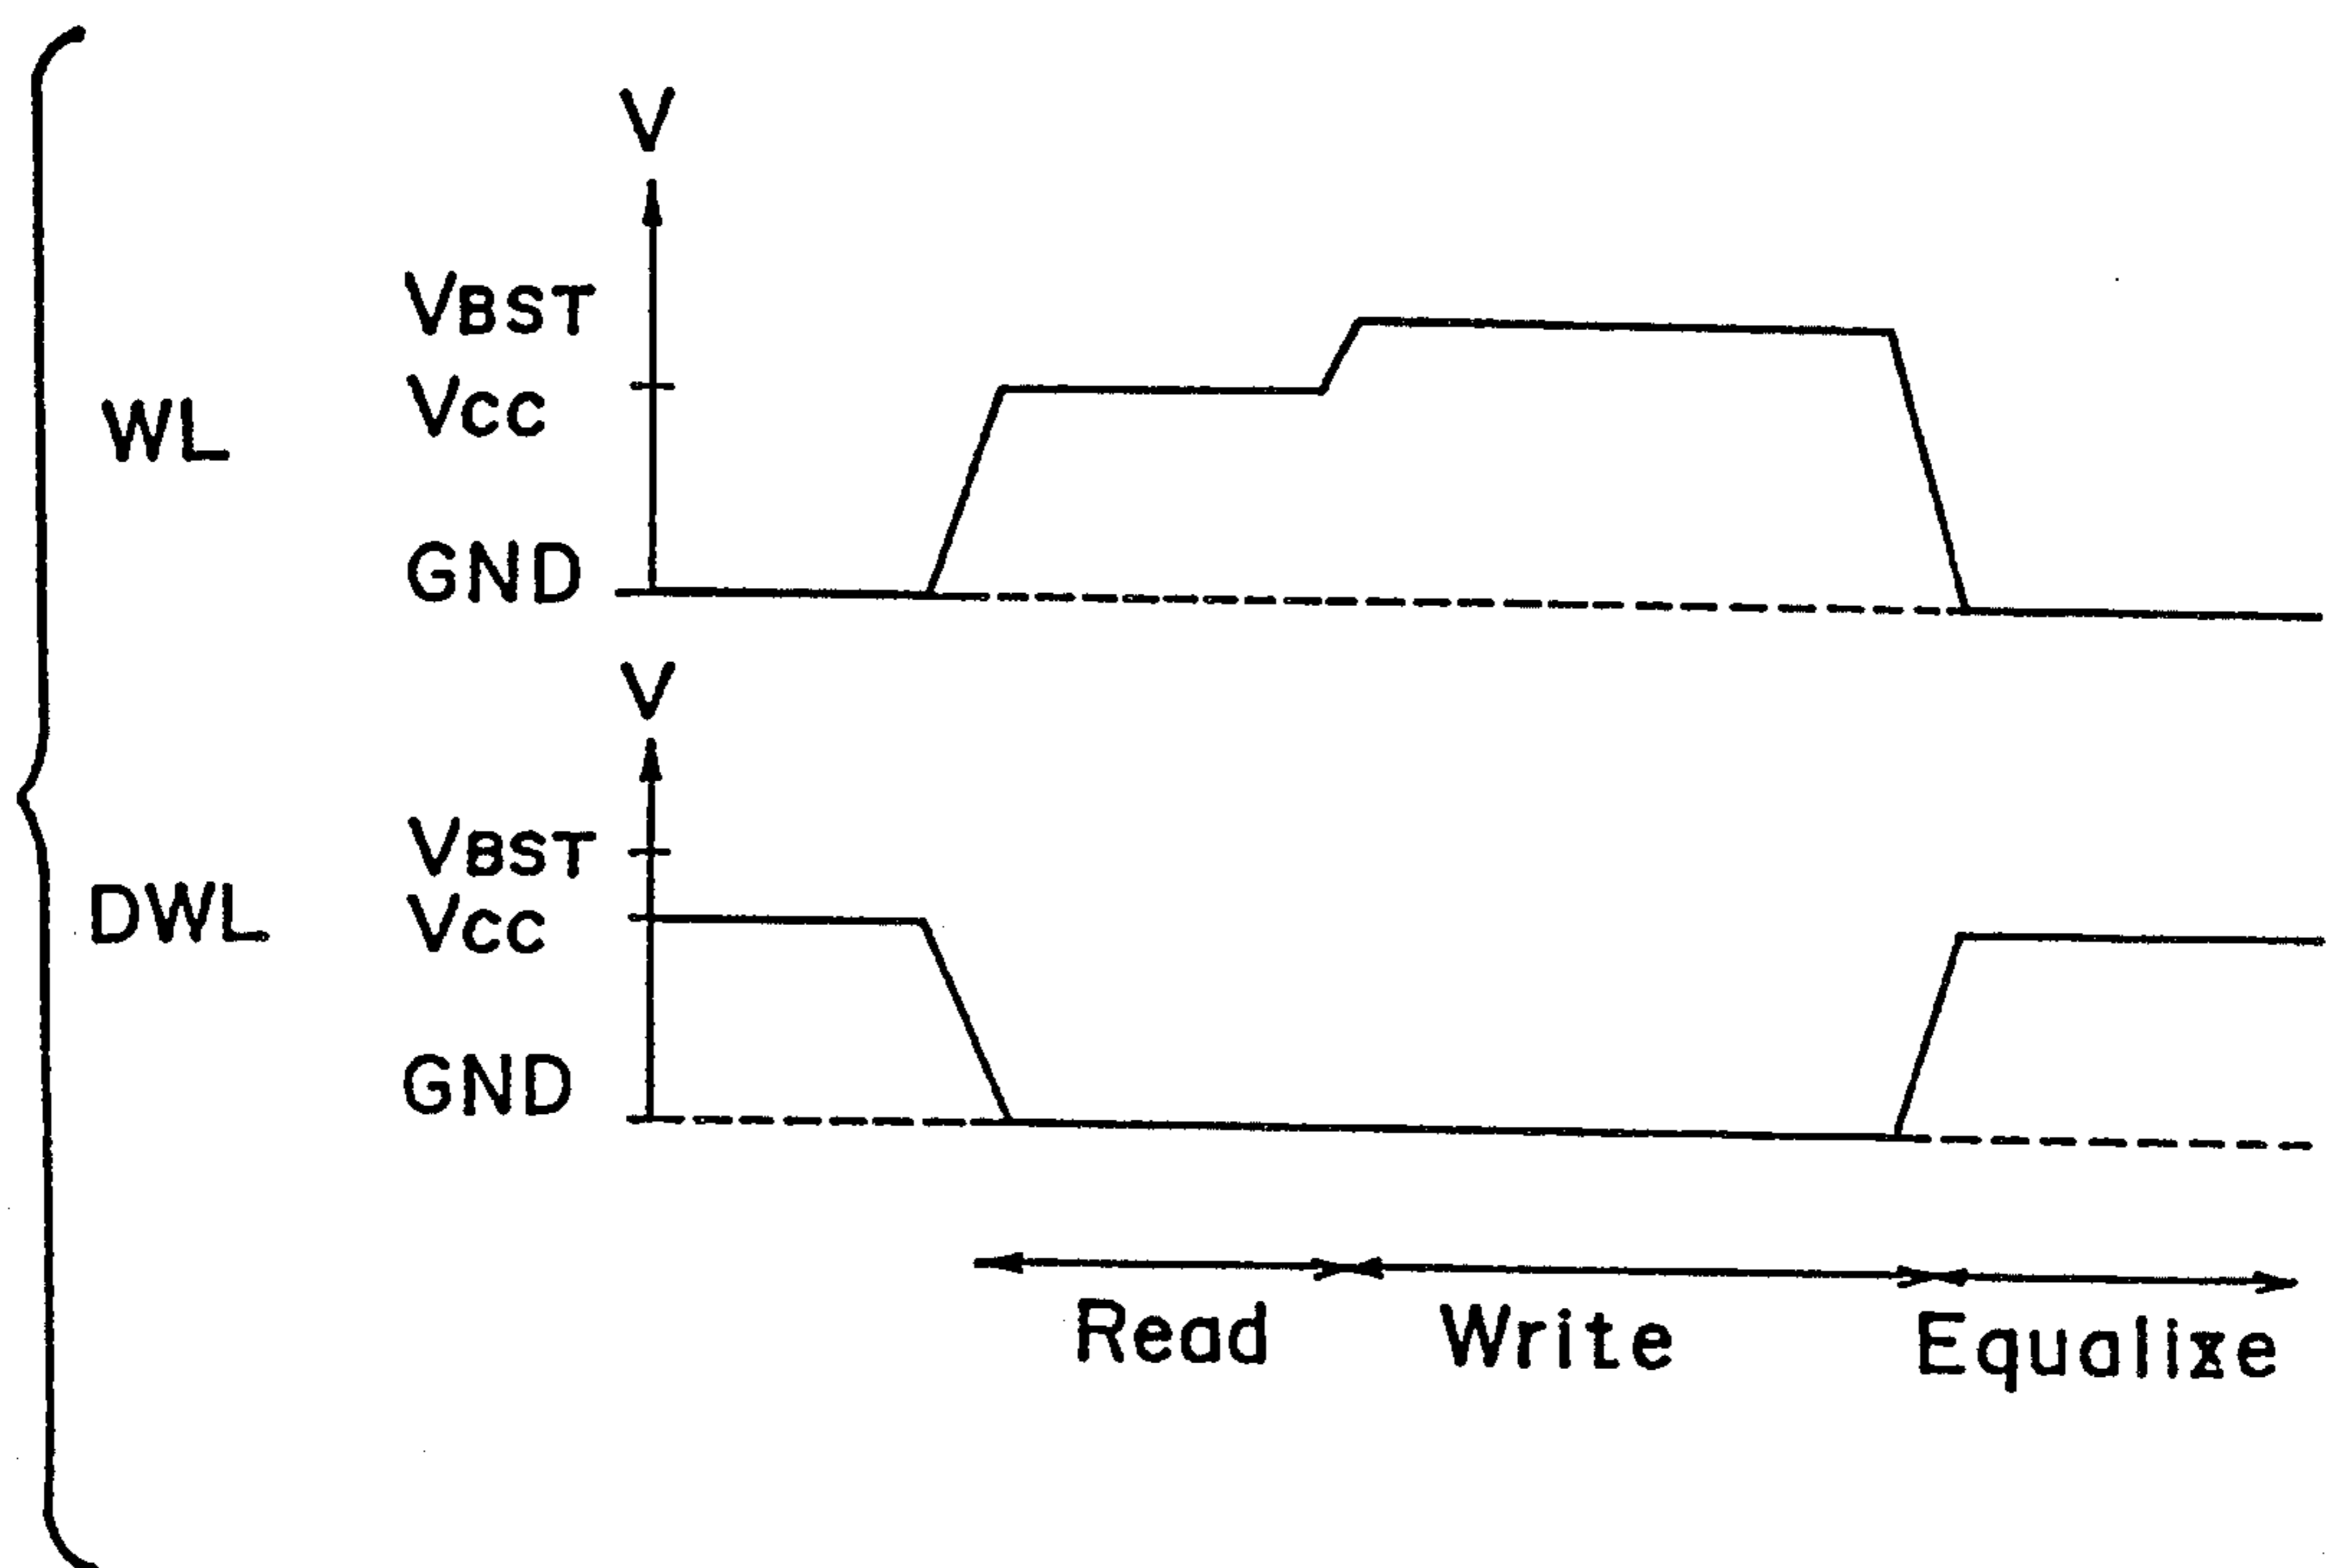 V
VBST
VCC
WL
GND
V
VBST
VCC
DWL
GND
Read Write Equalize